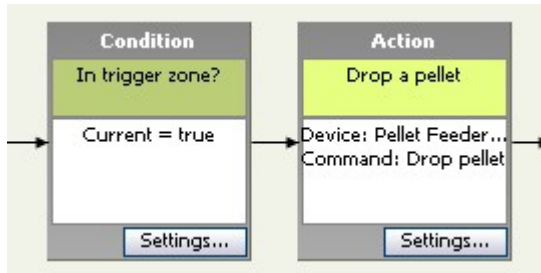 Condition
In trigger zone?
Current = true
Settings...
Action
Drop a pellet
Device: Pellet Feeder...
Command: Drop pellet
Settings...